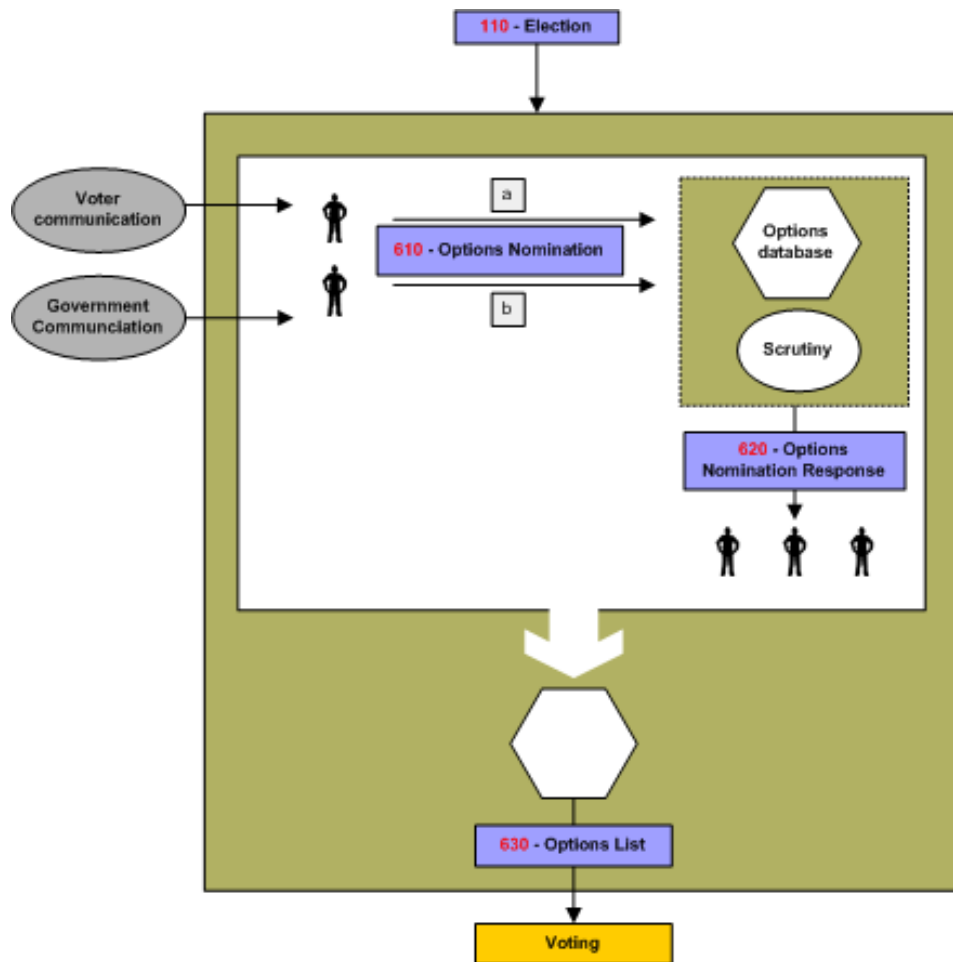 110 - Election
Voter
communication
a
Options
database
610 - Options Nomination
Government
Communciation
b
Scrutiny
620 - Options
Nomination Response
630 - Options List
Voting